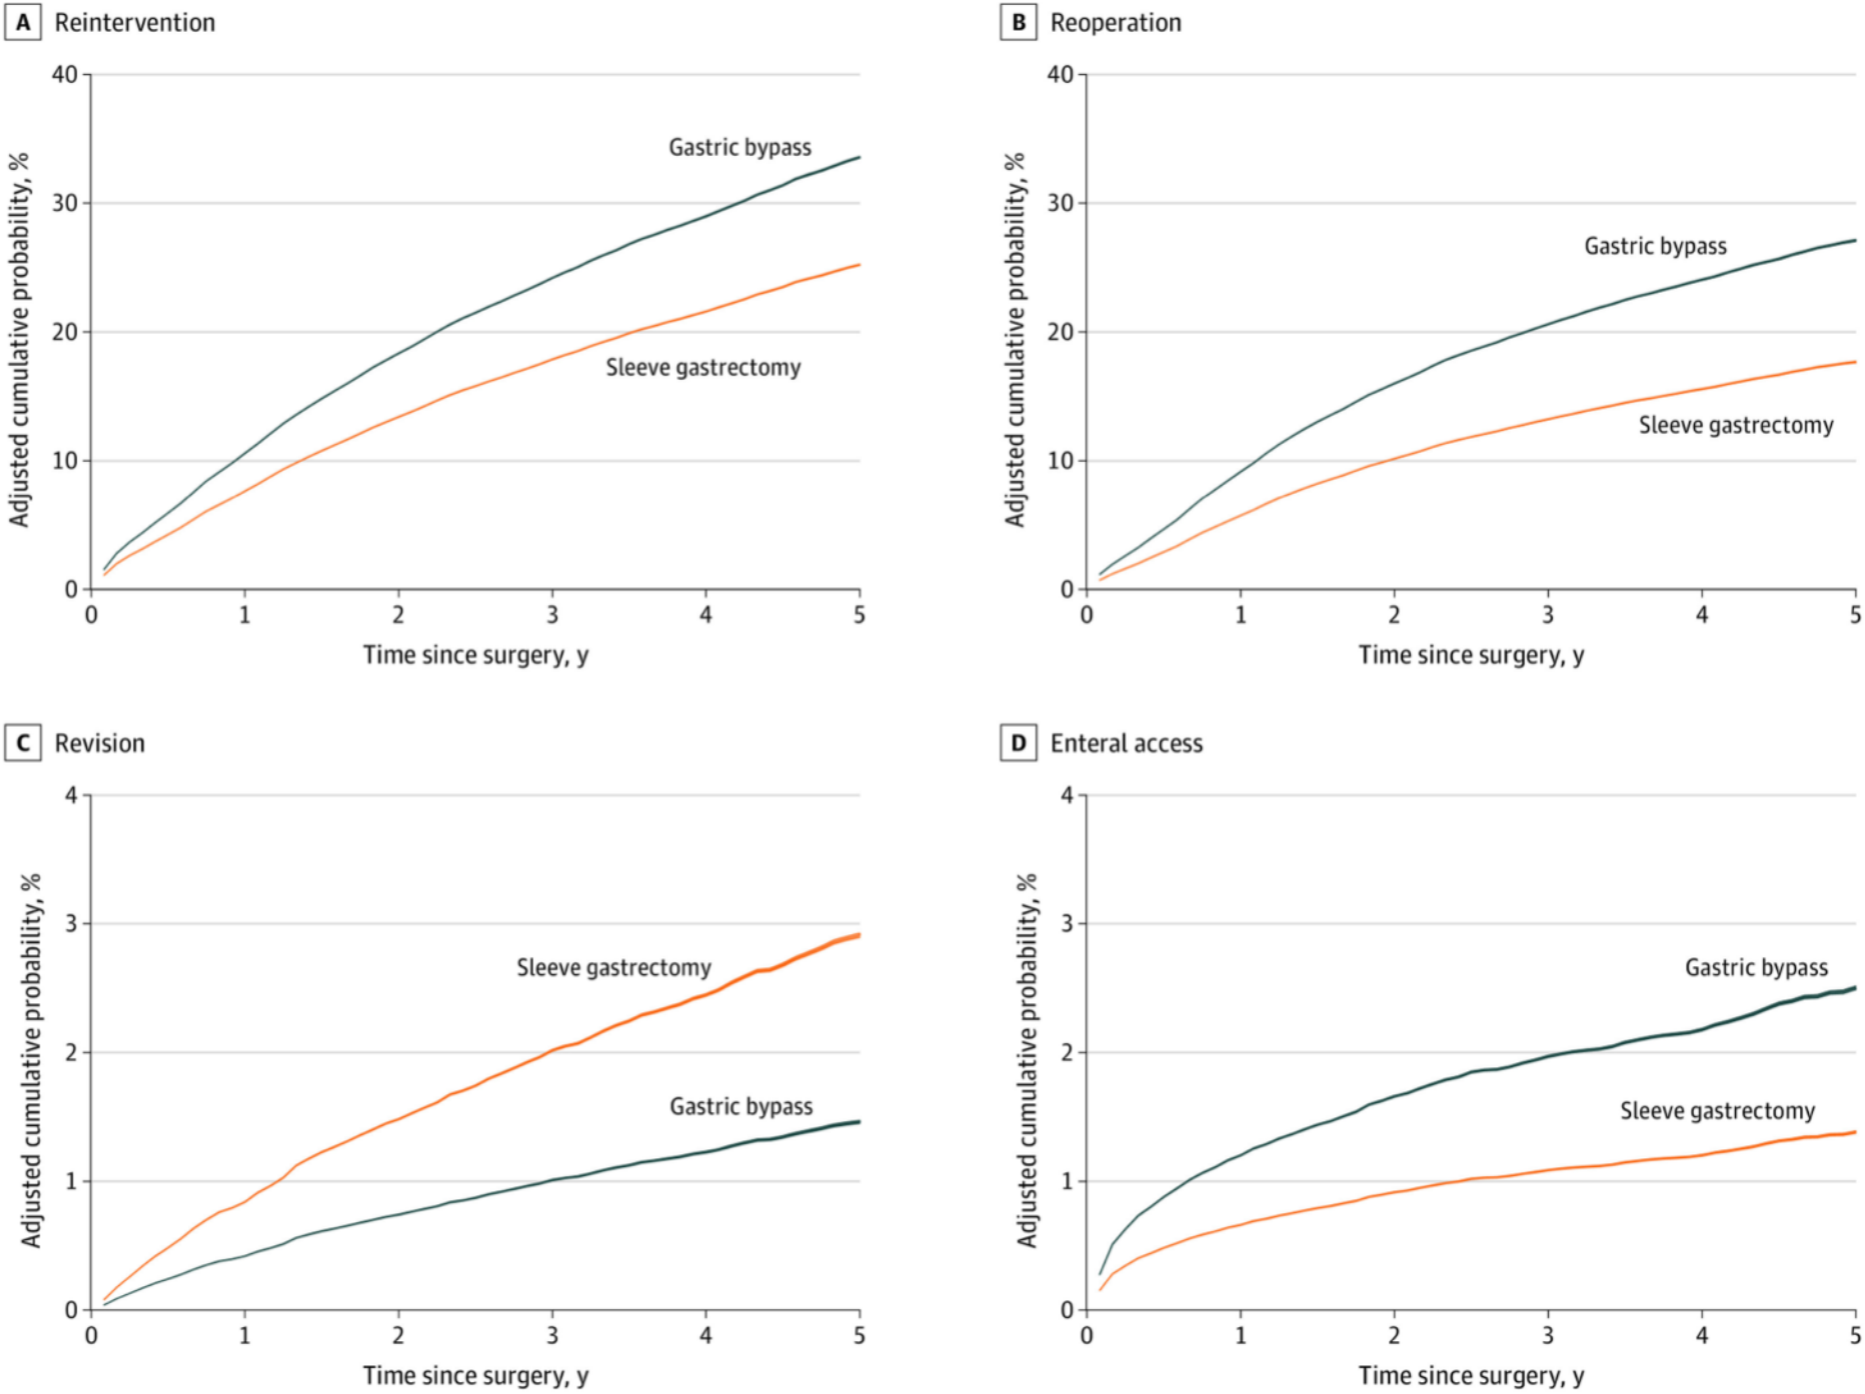 A Reintervention
40
30
20
10
0
Adjusted cumulative probability, %
Gastric bypass
Sleeve gastrectomy
0 1 2 3 4 5
Time since surgery, y
B Reoperation
40
30
20
10
0
Adjusted cumulative probability, %
Gastric bypass
Sleeve gastrectomy
0 1 2 3 4 5
Time since surgery, y
C Revision
4
3
2
1
0
Adjusted cumulative probability, %
Sleeve gastrectomy
Gastric bypass
0 1 2 3 4 5
Time since surgery, y
D Enteral access
4
3
2
1
0
Adjusted cumulative probability, %
Gastric bypass
Sleeve gastrectomy
0 1 2 3 4 5
Time since surgery, y